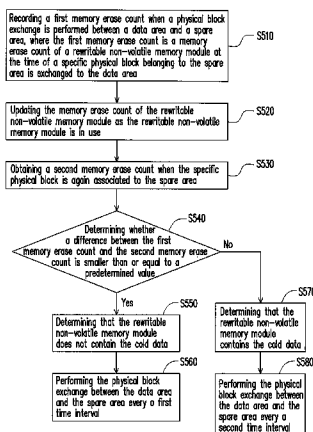 Recording a first memory erase count when a physical block
exchange is performed between a data area and a spare
area, where the first memory erase count is a memory
erase count of a rewritable non-volatile memory module at
the time of a specific physical block belonging to the spare
area is exchanged to the data area
S510
Updating the memory erase count of the rewritable
non-volatile memory module as the rewritable non-volatile
memory module is in use
S520
Obtaining a second memory erase count when the specific
physical block is again associated to the spare area
S530
Determining whether
a difference between the first
memory erase count and the second memory erase
count is smaller than or equal to a
predetermined value
S540
No
Yes
S550
Determining that the rewritable
non-volatile memory module
does not contain the cold data
S570
Determining that the
rewritable non-volatile
memory module
contains the cold data
S560
Performing the physical block
exchange between the data area
and the spare area every a first
time interval
S580
Performing the physical
block exchange between
the data area and the
spare area every a
second time interval